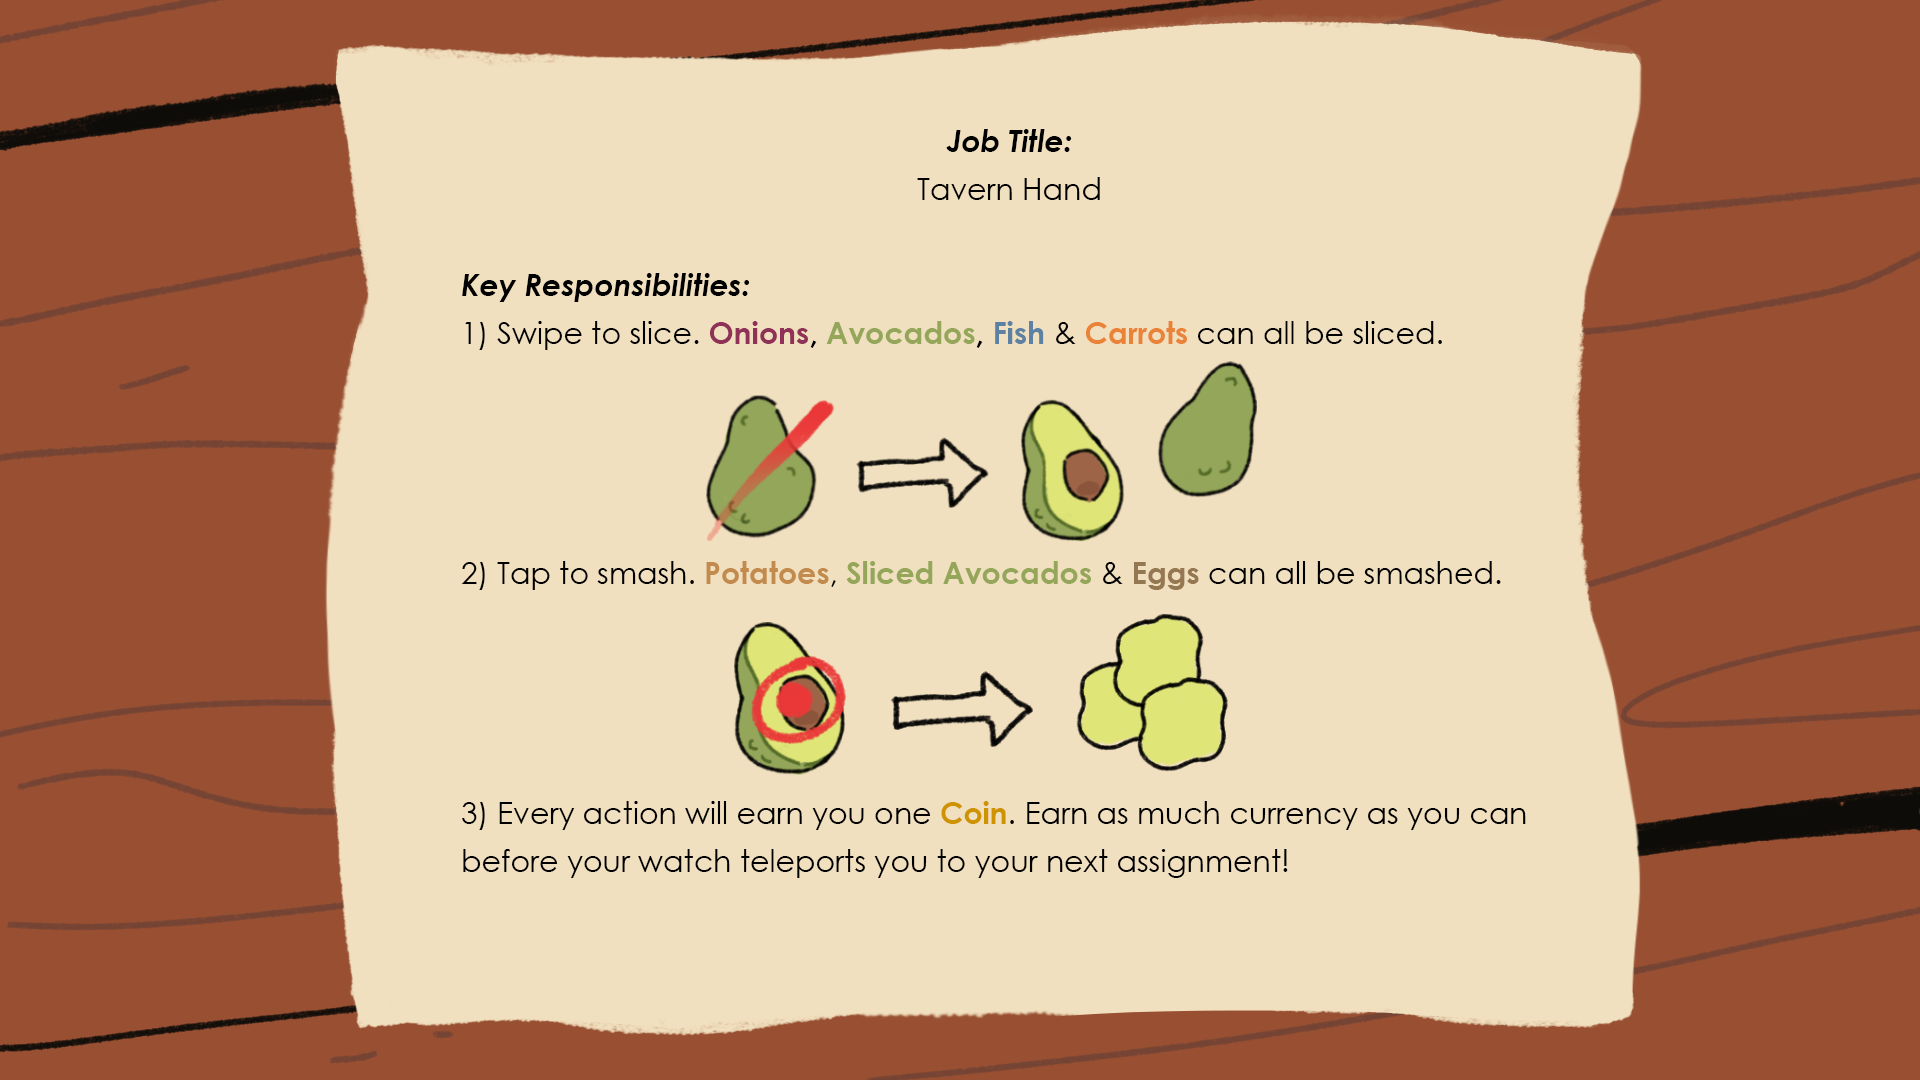 Job Title:
Tavern Hand
Key Responsibilities:
1) Swipe to slice. Onions, Avocados, Fish & Carrots can all be sliced.
2) Tap to smash. Potatoes, Sliced Avocados & Eggs can all be smashed.
3) Every action will earn you one Coin. Earn as much currency as you can
before your watch teleports you to your next assignment!